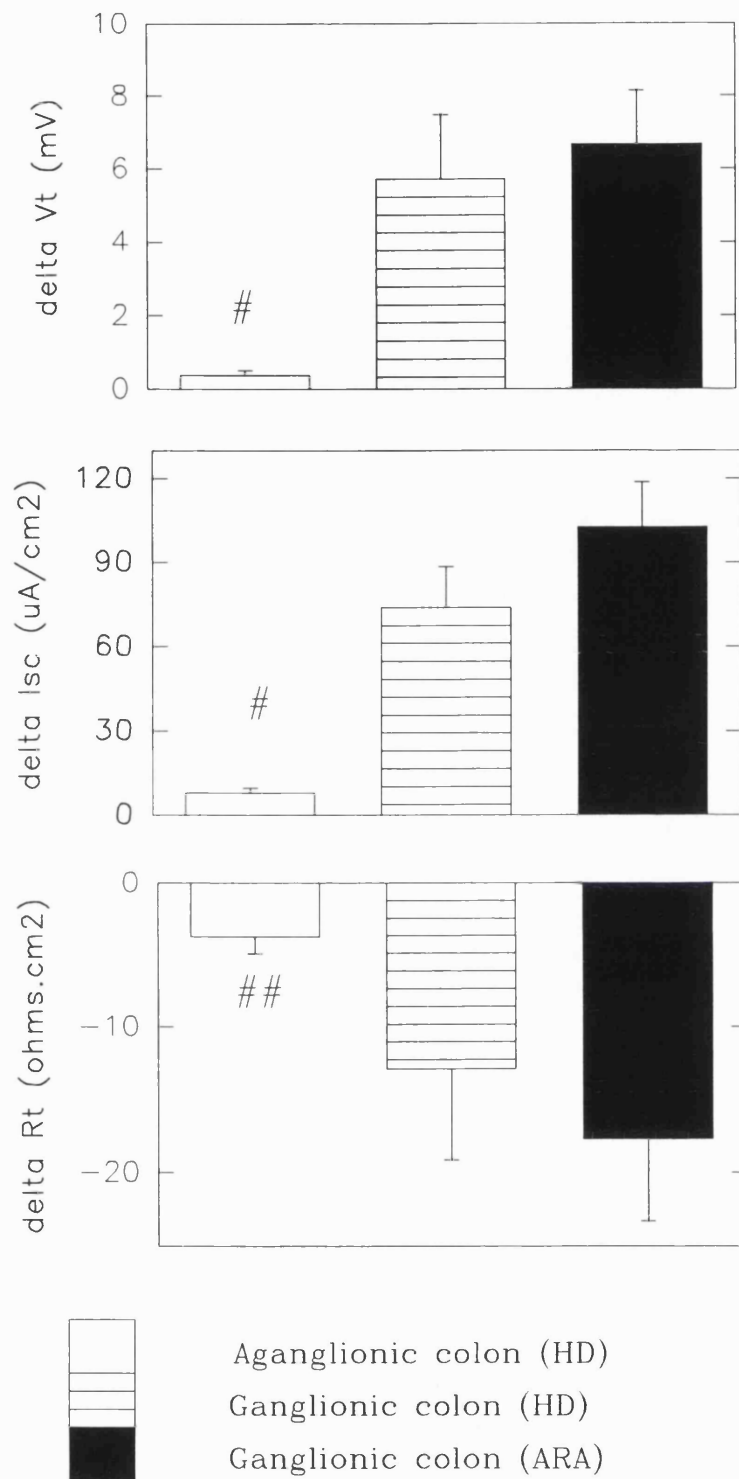 10
8
6
4
2
0
delta Vt (mV)
#
120
90
60
30
0
delta Isc (uA/cm2)
#
0
-10
-20
delta Rt (ohms.cm2)
##
Aganglionic colon (HD)
Ganglionic colon (HD)
Ganglionic colon (ARA)